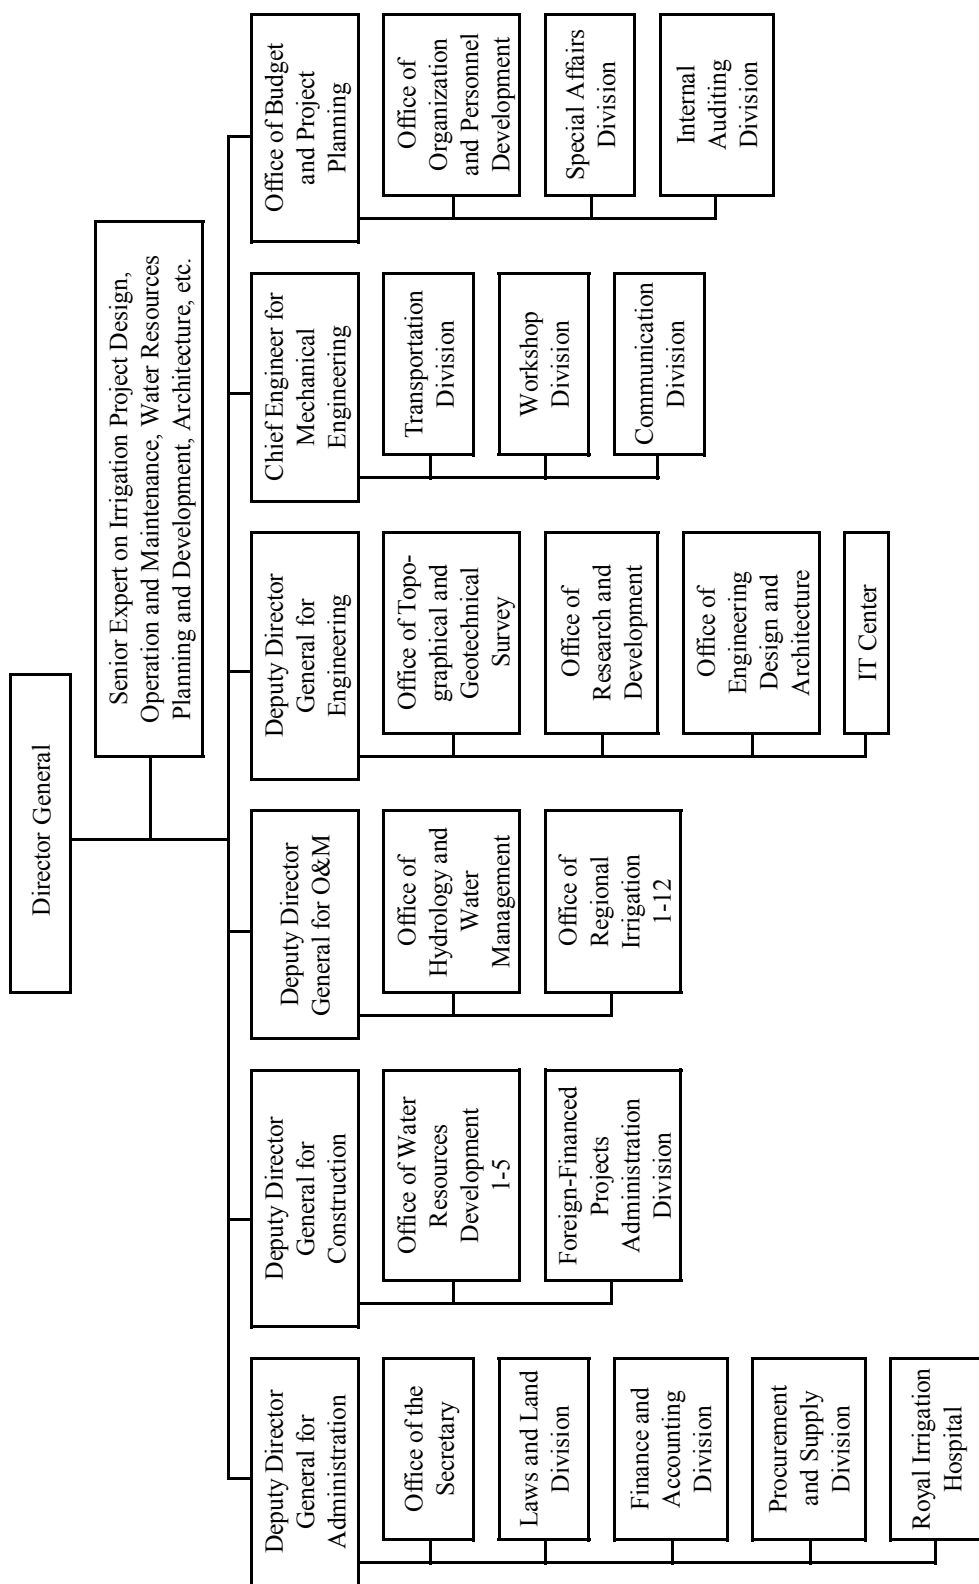 Director General
Senior Expert on Irrigation Project Design,
Operation and Maintenance, Water Resources
Planning and Development, Architecture, etc.
Deputy Director
General for
Administration
Office of the
Secretary
Laws and Land
Division
Finance and
Accounting
Division
Procurement
and Supply
Division
Royal Irrigation
Hospital
Deputy Director
General for
Construction
Office of Water
Resources
Development
1-5
Foreign-Financed
Projects
Administration
Division
Deputy Director
General for O&M
Office of
Hydrology and
Water
Management
Office of
Regional
Irrigation
1-12
Deputy Director
General for
Engineering
Office of Topo-
graphical and
Geotechnical
Survey
Office of
Research and
Development
Office of
Engineering
Design and
Architecture
IT Center
Chief Engineer for
Mechanical
Engineering
Transportation
Division
Workshop
Division
Communication
Division
Office of Budget
and Project
Planning
Office of
Organization
and Personnel
Development
Special Affairs
Division
Internal
Auditing
Division